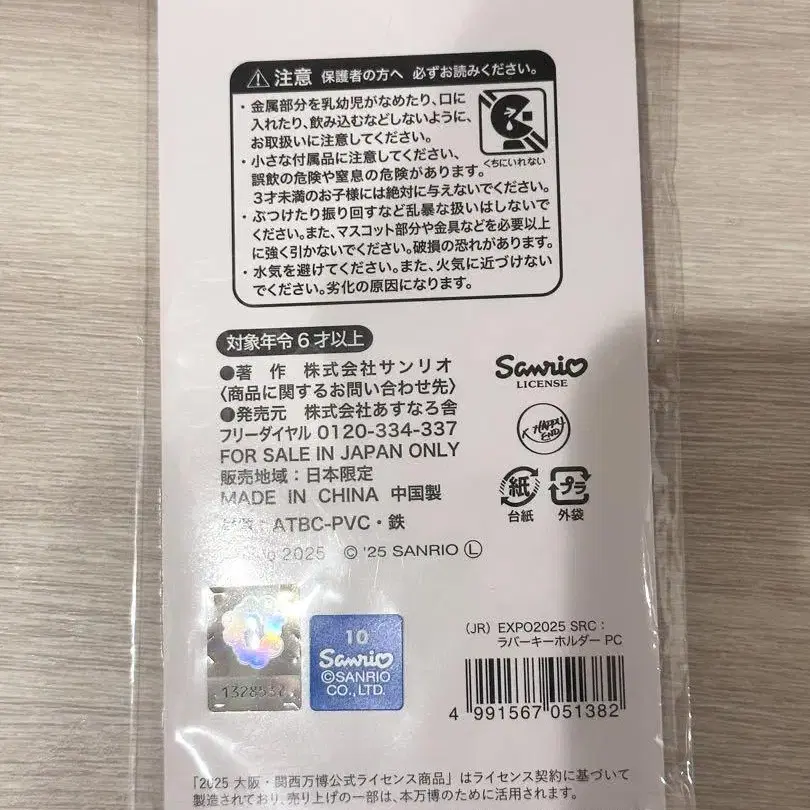 注意 保護者の方へ 必ずお読みください。
・金属部分を乳幼児がなめたり、口に
入れたり、飲み込むなどしないように、
お取扱いに注意してください。
・小さな付属品に注意してください、
誤飲の危険や窒息の危険があります。
3才未満のお子様には絶対に与えないでください。
・ぶつけたり振り回すなど乱暴な扱いはしないで
ください。また、マスコット部分や金具などを必要以上
に強く引かないでください。破損の恐れがあります。
・水気を避けてください。また、火気に近づけない
でください。劣化の原因になります。
くちにいれない
対象年令6才以上
●著 作 株式会社サンリオ
〈商品に関するお問い合わせ先〉
●発売元 株式会社あすなろ舎
フリーダイヤル 0120-334-337
FOR SALE IN JAPAN ONLY
販売地域：日本限定
MADE IN CHINA 中国製
：ATBC-PVC・鉄
2025 © '25 SANRIO Ⓛ
Sanrio
LICENSE
HAPPY
END
紙
台紙
プラ
外袋
1328532
10
Sanrio
©SANRIO
CO.,LTD.
（JR）EXPO2025 SRC：
ラバーキーホルダー PC
4 991567 051382
「2025 大阪・関西万博公式ライセンス商品」はライセンス契約に基づいて
製造されており、売り上げの一部は、本万博のために活用されます。